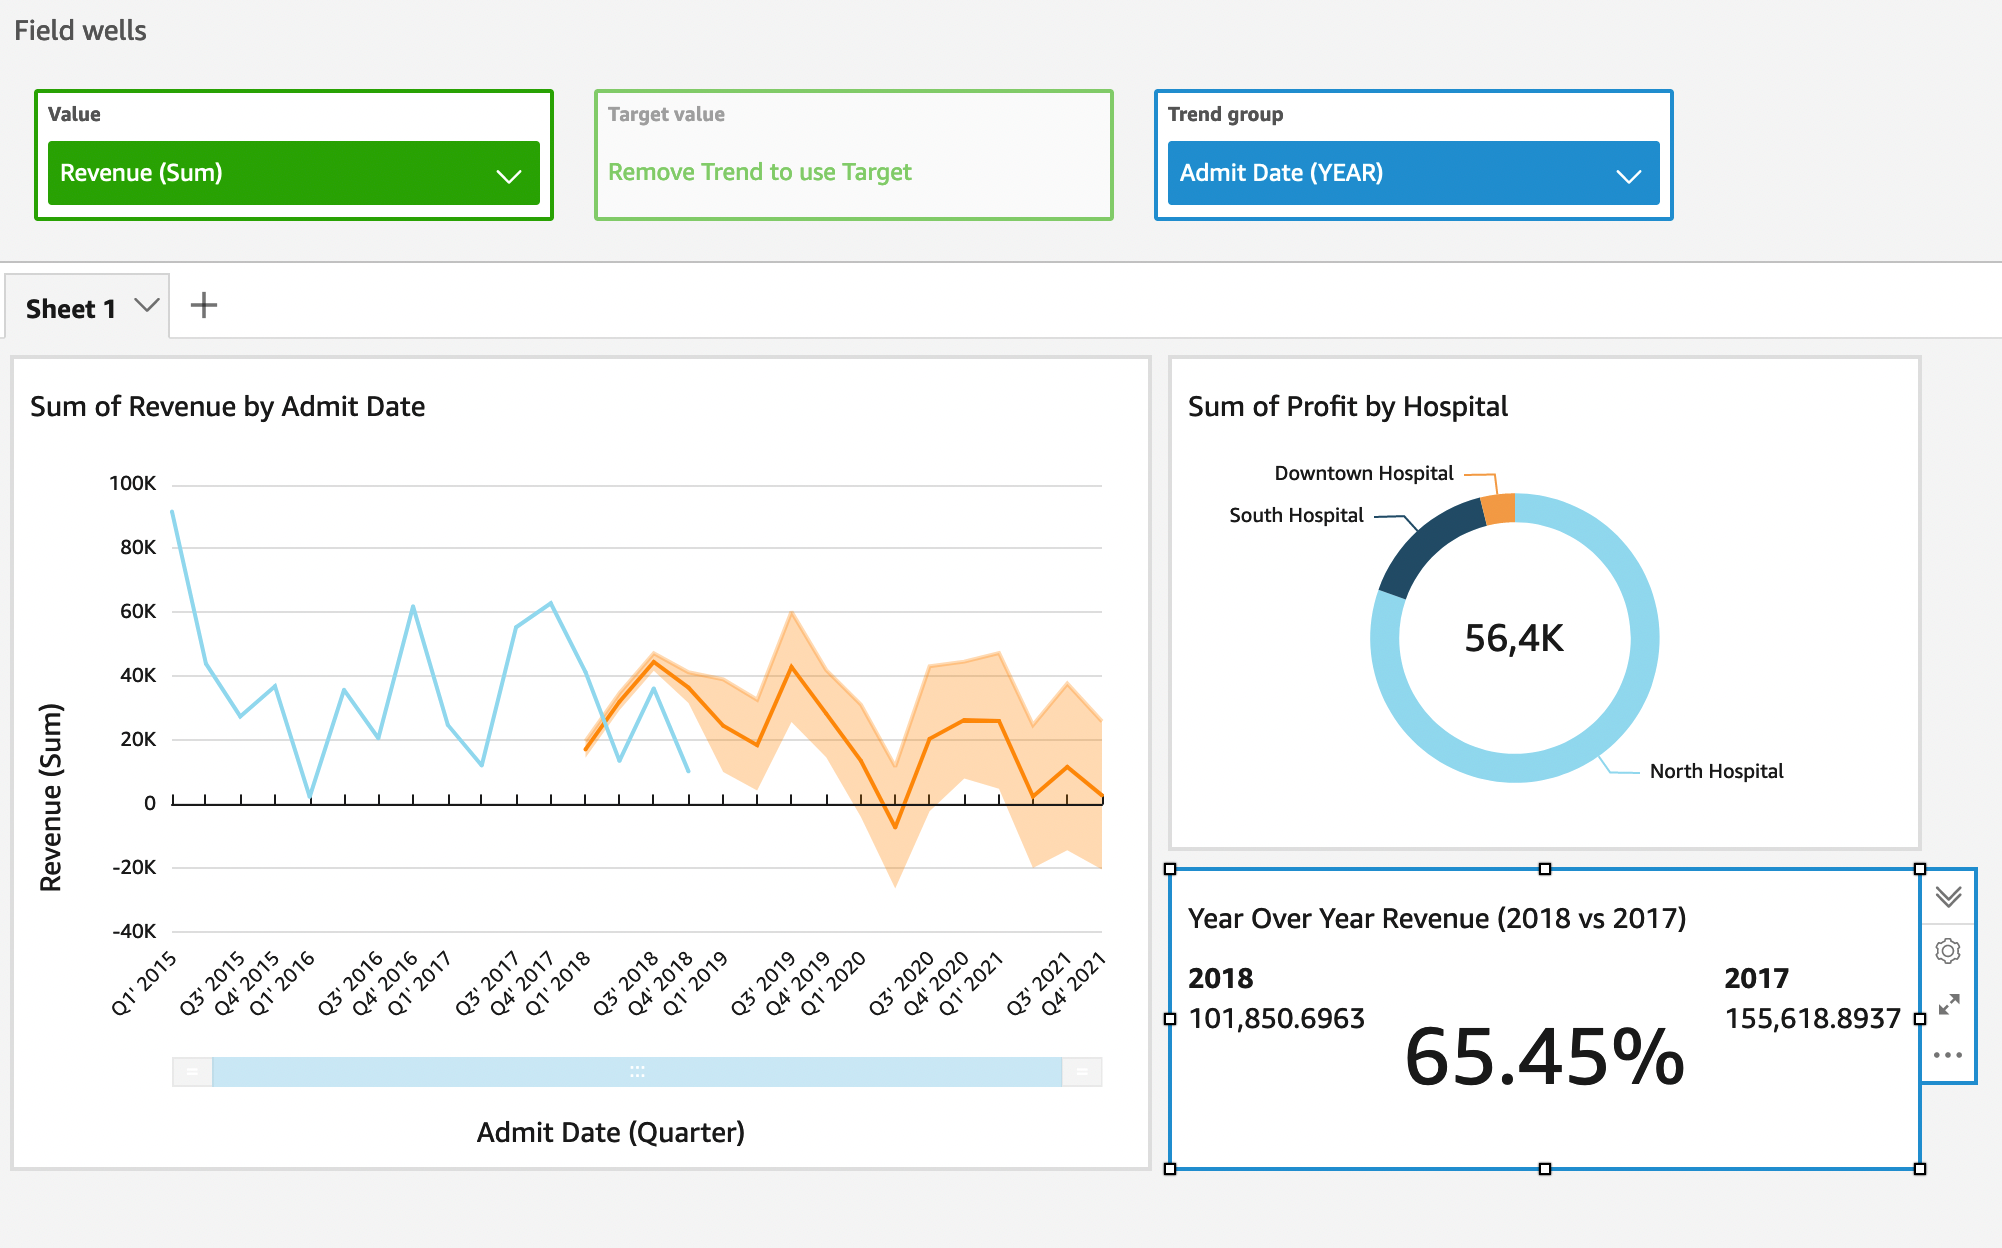 Field wells
Value
Revenue (Sum)
Target value
Remove Trend to use Target
Trend group
Admit Date (YEAR)
Sheet 1
Sum of Revenue by Admit Date
100K
80K
60K
40K
20K
0
-20K
-40K
Revenue (Sum)
Q1' 2015
Q3' 2015
Q4' 2015
Q1' 2016
Q3' 2016
Q4' 2016
Q1' 2017
Q3' 2017
Q4' 2017
Q1' 2018
Q3' 2018
Q4' 2018
Q1' 2019
Q3' 2019
Q4' 2019
Q1' 2020
Q3' 2020
Q4' 2020
Q1' 2021
Q3' 2021
Q4' 2021
Admit Date (Quarter)
Sum of Profit by Hospital
Downtown Hospital
South Hospital
56,4K
North Hospital
Year Over Year Revenue (2018 vs 2017)
2018
101,850.6963
2017
155,618.8937
65.45%